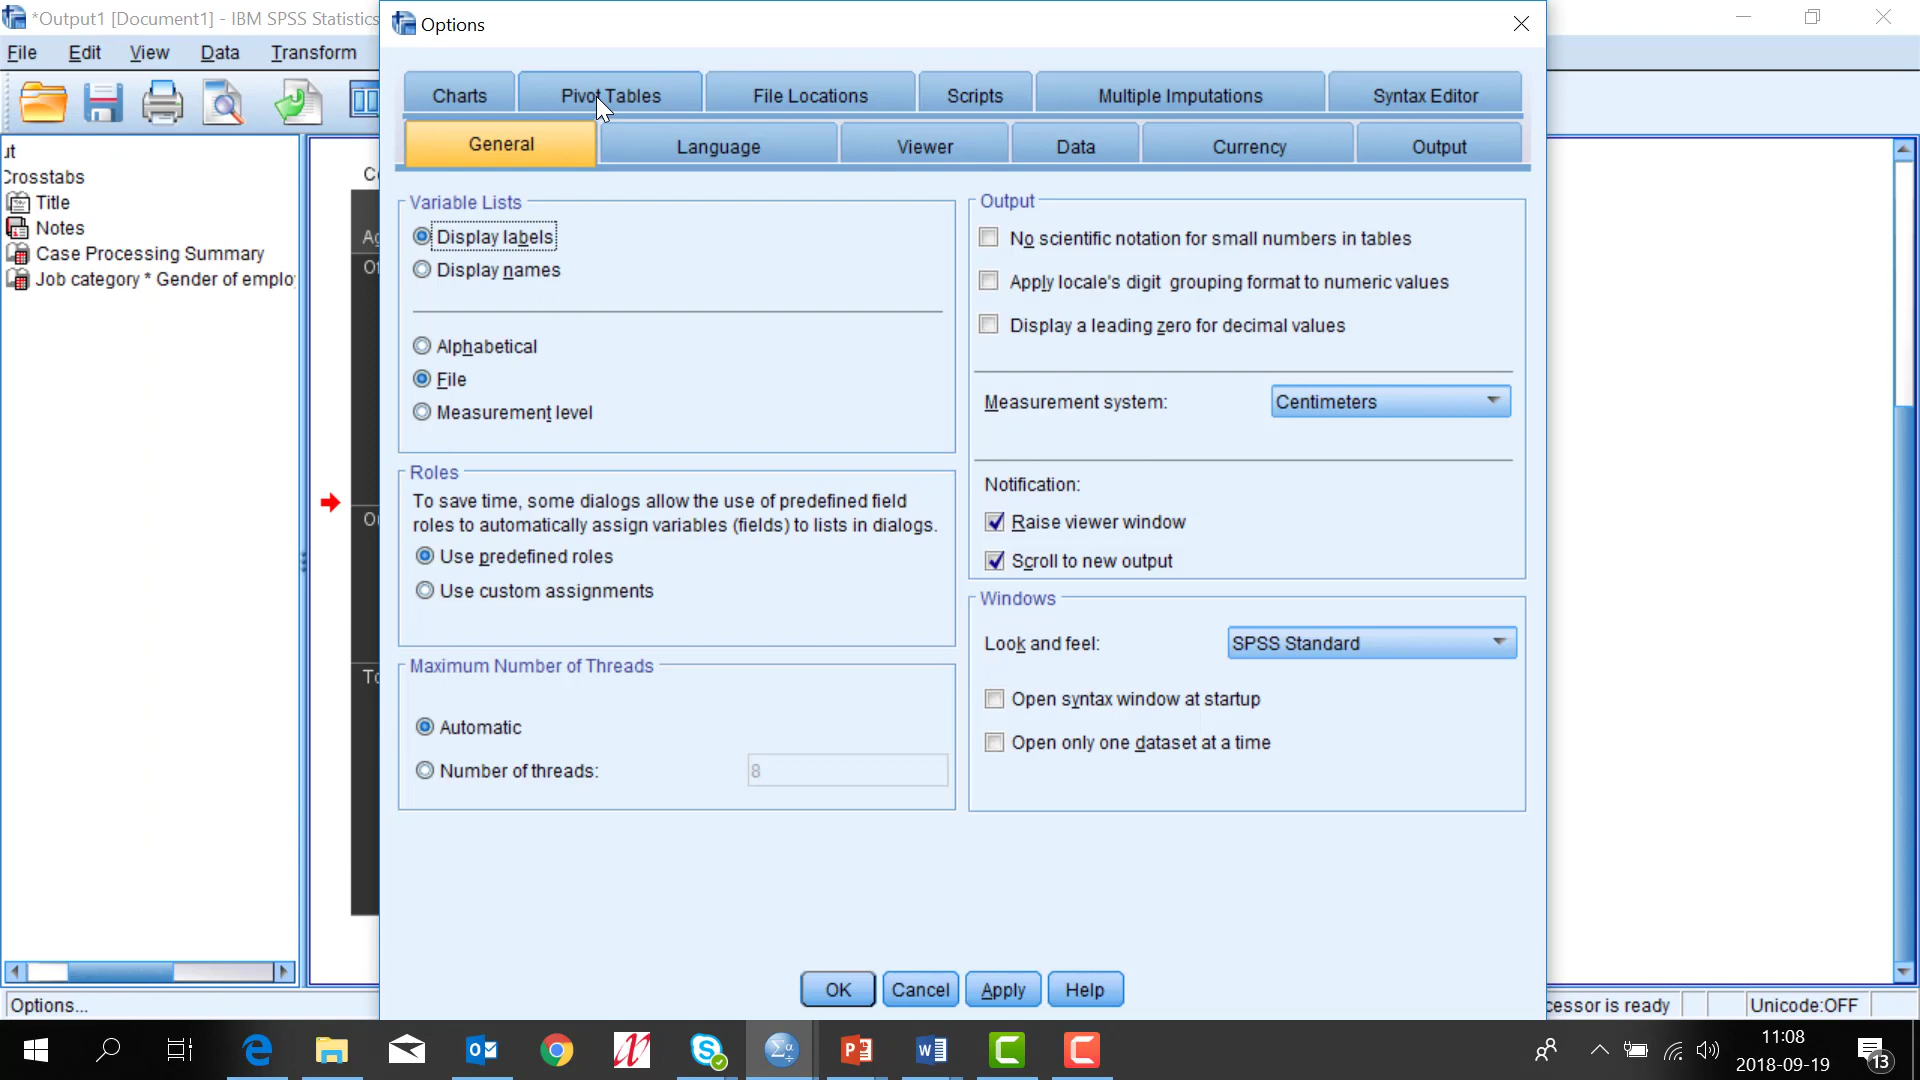 *Output1 [Document1] - IBM SPSS Statistics
Options
File Edit View Data Transform
Charts Pivot Tables File Locations Scripts Multiple Imputations Syntax Editor
General Language Viewer Data Currency Output
ut
Crosstabs
Title
Notes
Case Processing Summary
Job category * Gender of emplo
Variable Lists
Display labels
Display names
Alphabetical
File
Measurement level
Roles
To save time, some dialogs allow the use of predefined field
roles to automatically assign variables (fields) to lists in dialogs.
Use predefined roles
Use custom assignments
Maximum Number of Threads
Automatic
Number of threads: 8
Output
No scientific notation for small numbers in tables
Apply locale's digit grouping format to numeric values
Display a leading zero for decimal values
Measurement system: Centimeters
Notification:
Raise viewer window
Scroll to new output
Windows
Look and feel: SPSS Standard
Open syntax window at startup
Open only one dataset at a time
OK Cancel Apply Help
Options...
cessor is ready Unicode:OFF
11:08
2018-09-19
13